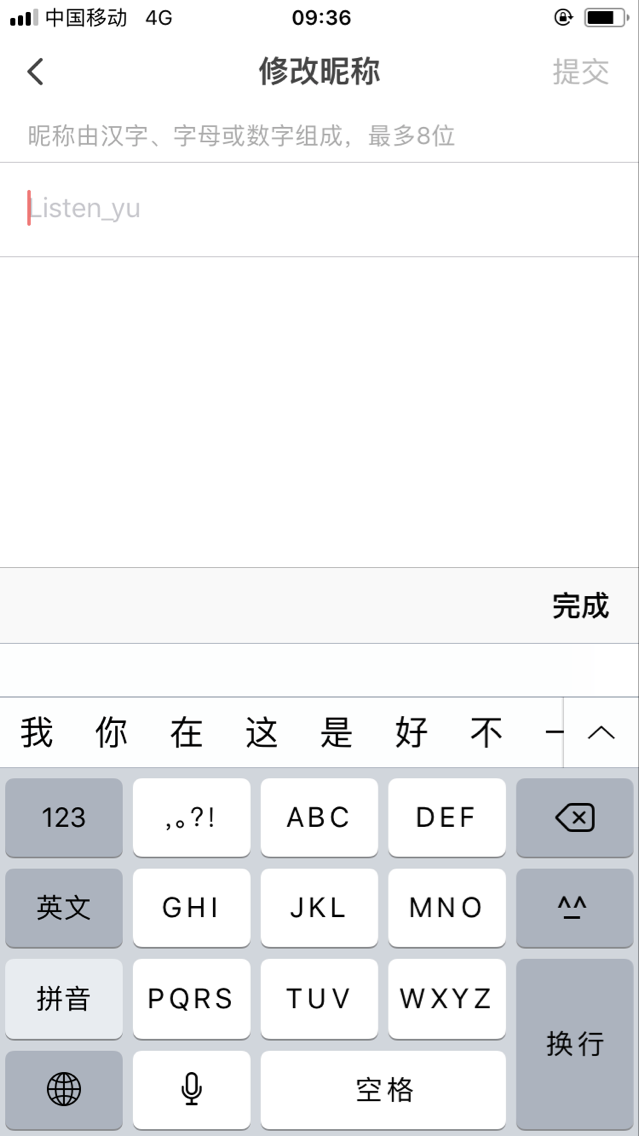 中国移动 4G 09:36
修改昵称 提交
昵称由汉字、字母或数字组成，最多8位
Listen_yu
完成
我 你 在 这 是 好 不 一
123 ,。?! ABC DEF
英文 GHI JKL MNO ^^
拼音 PQRS TUV WXYZ 换行
空格